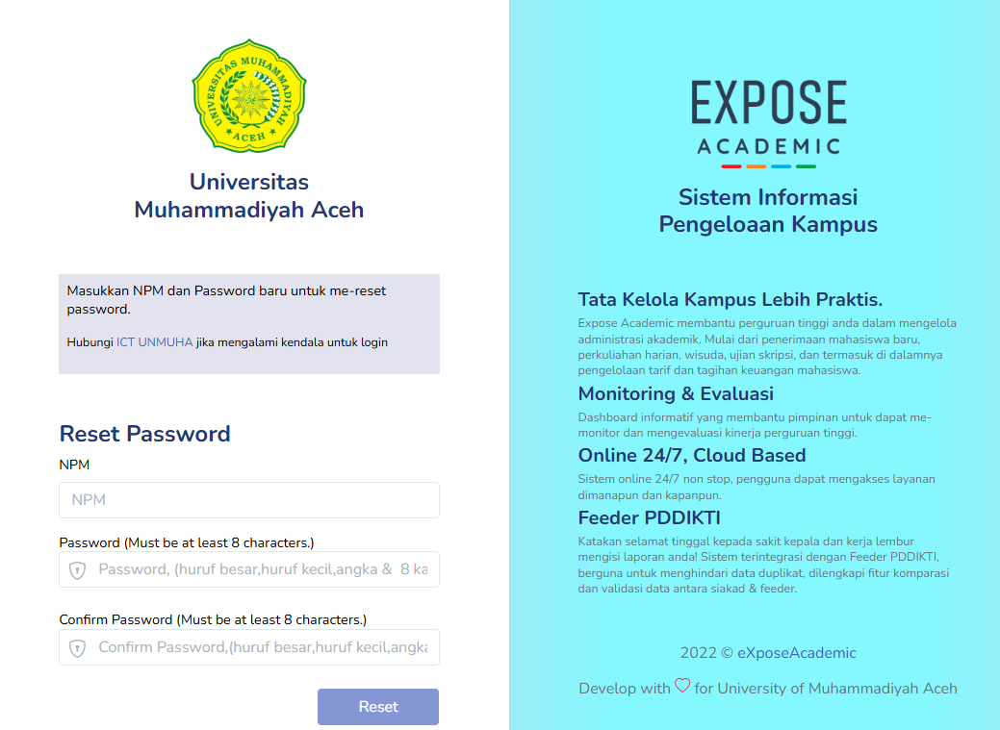 UNIVERSITAS MUHAMMADIYAH
ACEH
Universitas
Muhammadiyah Aceh
Masukkan NPM dan Password baru untuk me-reset
password.
Hubungi ICT UNMUHA jika mengalami kendala untuk login
Reset Password
NPM
NPM
Password (Must be at least 8 characters.)
Password, (huruf besar,huruf kecil,angka & 8 ka
Confirm Password (Must be at least 8 characters.)
Confirm Password,(huruf besar,huruf kecil,angka
Reset
EXPOSE
ACADEMIC
Sistem Informasi
Pengeloaan Kampus
Tata Kelola Kampus Lebih Praktis.
Expose Academic membantu perguruan tinggi anda dalam mengelola
administrasi akademik. Mulai dari penerimaan mahasiswa baru,
perkuliahan harian, wisuda, ujian skripsi, dan termasuk di dalamnya
pengelolaan tarif dan tagihan keuangan mahasiswa.
Monitoring & Evaluasi
Dashboard informatif yang membantu pimpinan untuk dapat me-
monitor dan mengevaluasi kinerja perguruan tinggi.
Online 24/7, Cloud Based
Sistem online 24/7 non stop, pengguna dapat mengakses layanan
dimanapun dan kapanpun.
Feeder PDDIKTI
Katakan selamat tinggal kepada sakit kepala dan kerja lembur
mengisi laporan anda! Sistem terintegrasi dengan Feeder PDDIKTI,
berguna untuk menghindari data duplikat, dilengkapi fitur komparasi
dan validasi data antara siakad & feeder.
2022 © eXposeAcademic
Develop with ♡ for University of Muhammadiyah Aceh